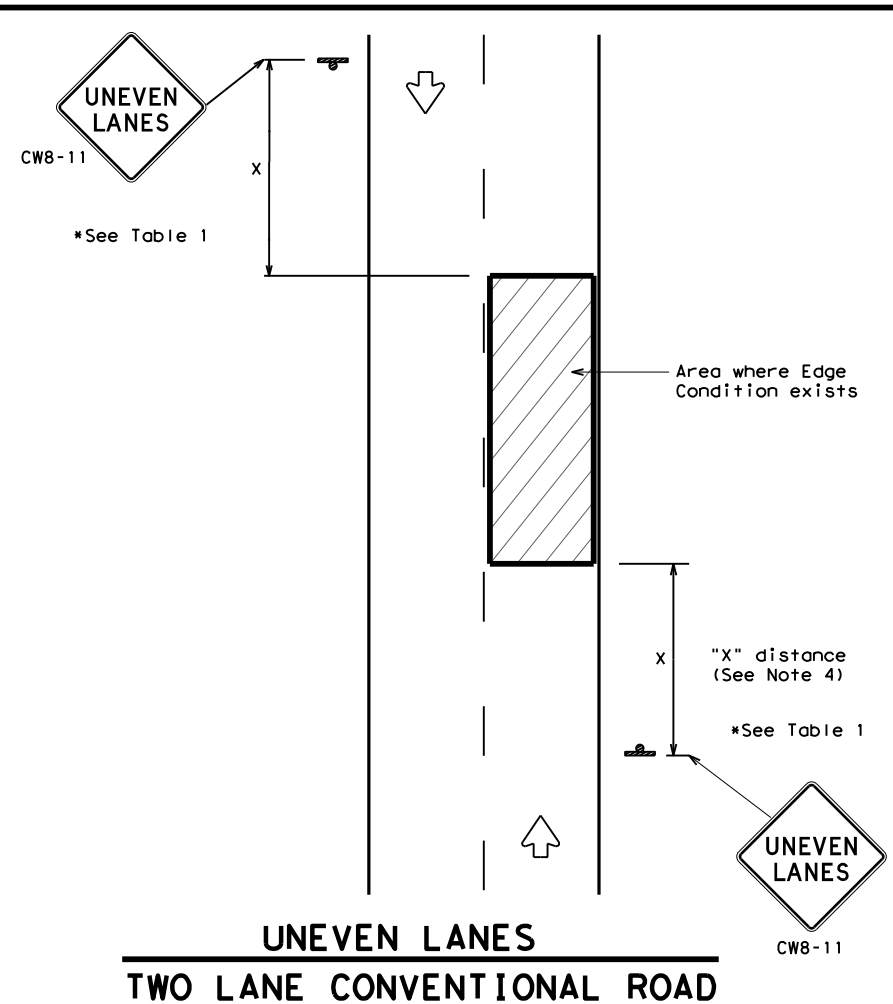 UNEVEN
LANES
CW8-11
X
*See Table 1
Area where Edge
Condition exists
X
"X" distance
(See Note 4)
*See Table 1
UNEVEN
LANES
CW8-11
UNEVEN LANES
TWO LANE CONVENTIONAL ROAD